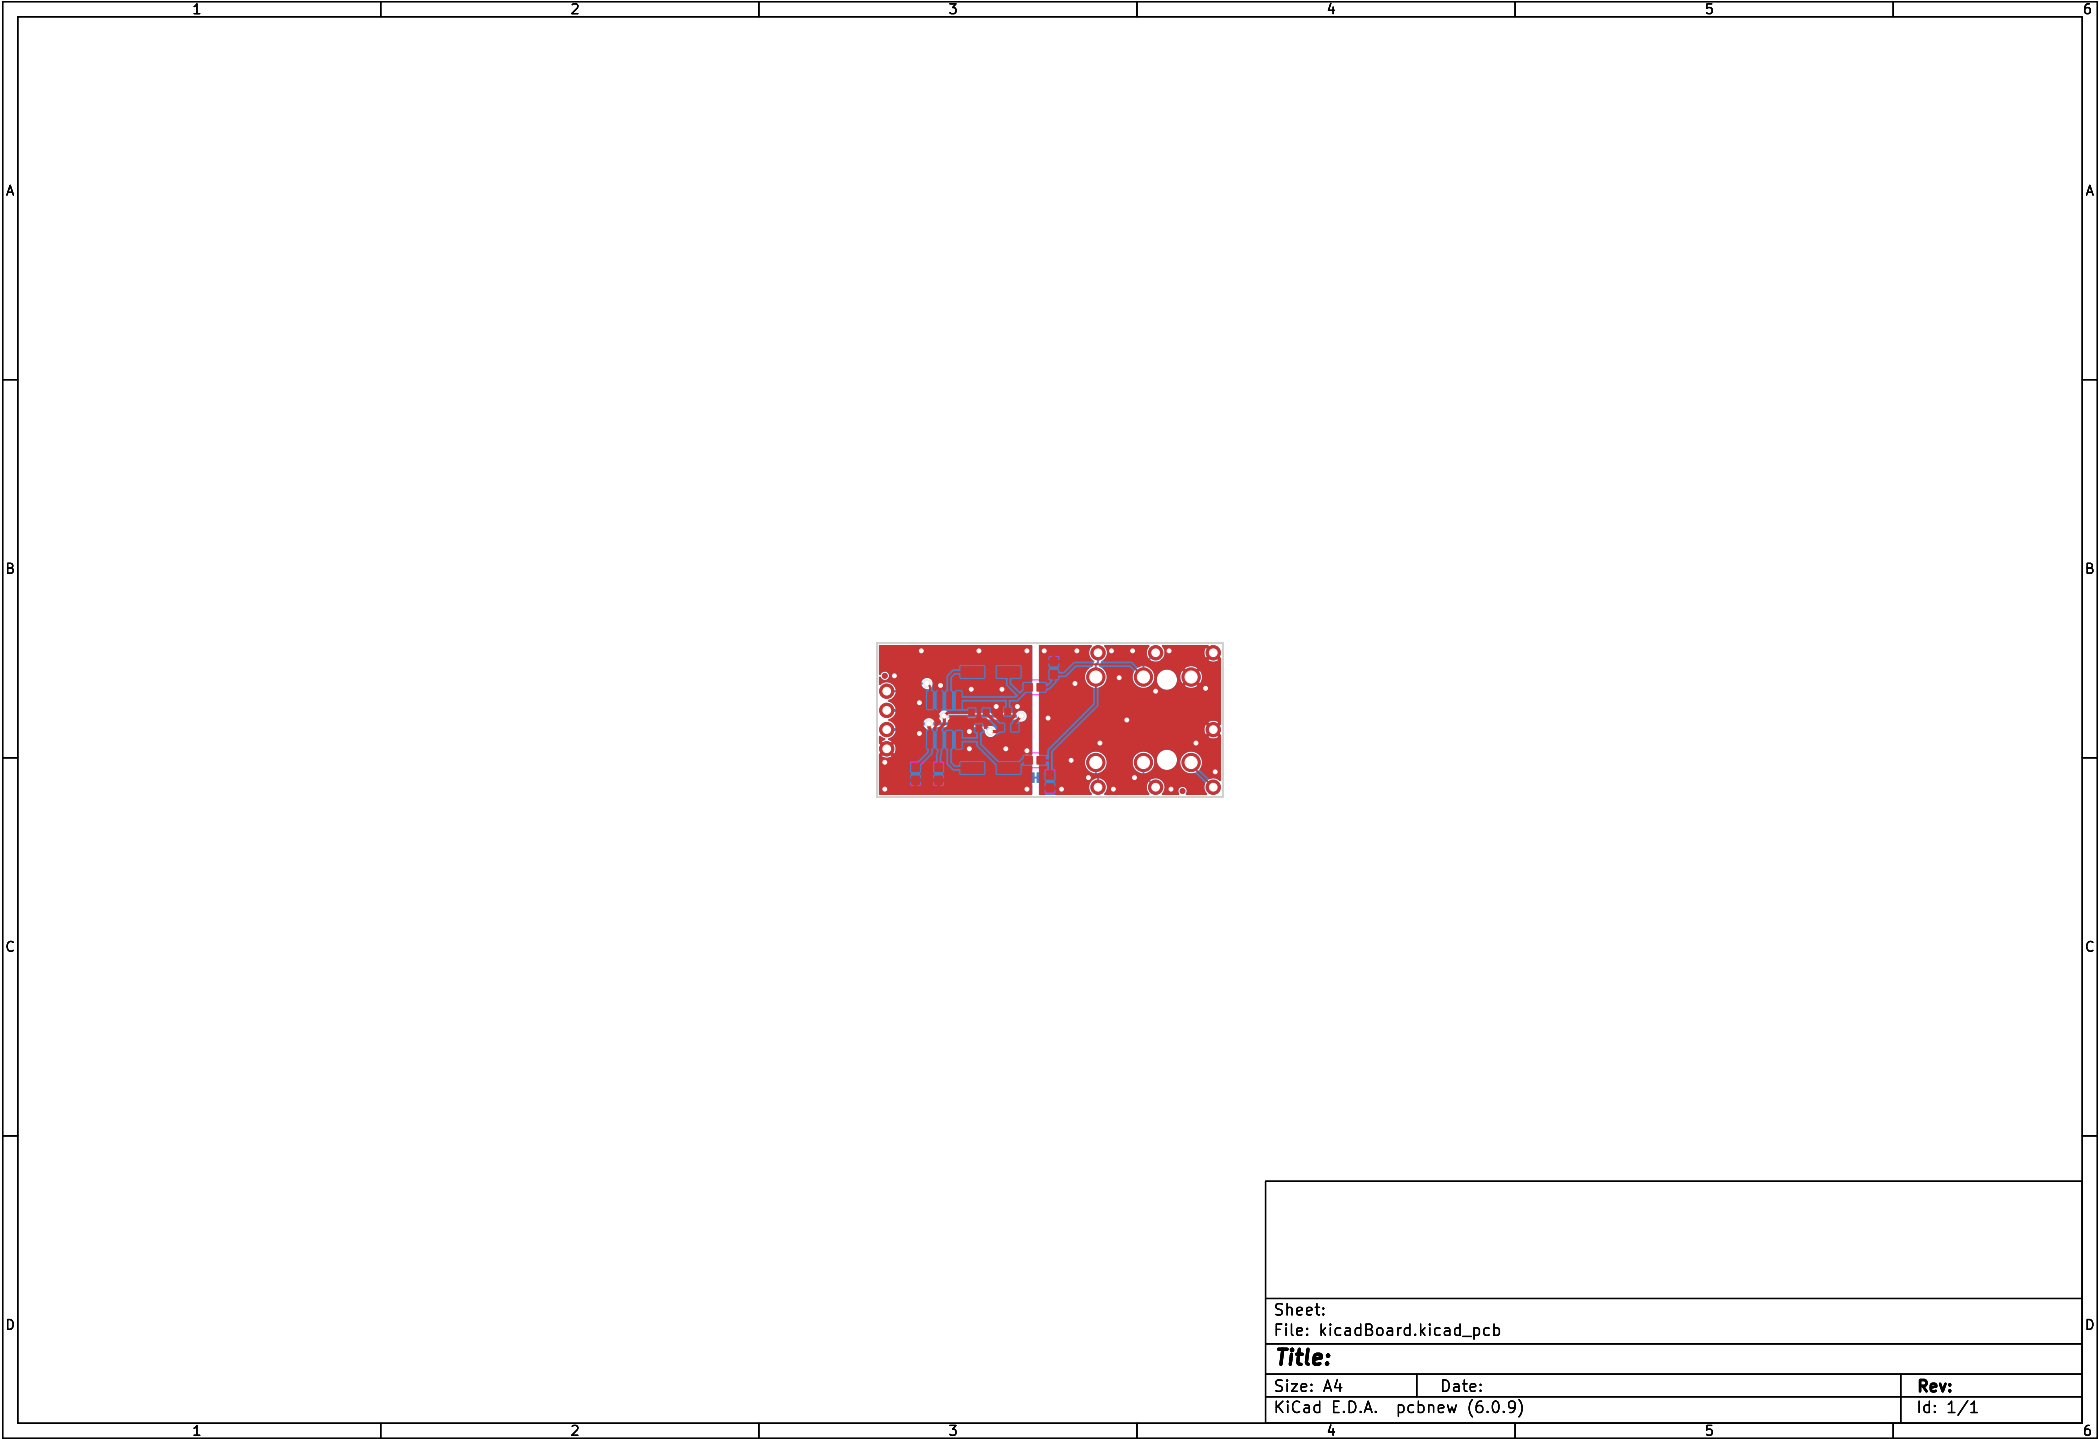 1 2 3 4 5 6
A A
B B
C C
D D
Sheet:
File: kicadBoard.kicad_pcb
Title:
Size: A4 Date: Rev:
KiCad E.D.A. pcbnew (6.0.9) Id: 1/1
1 2 3 4 5 6